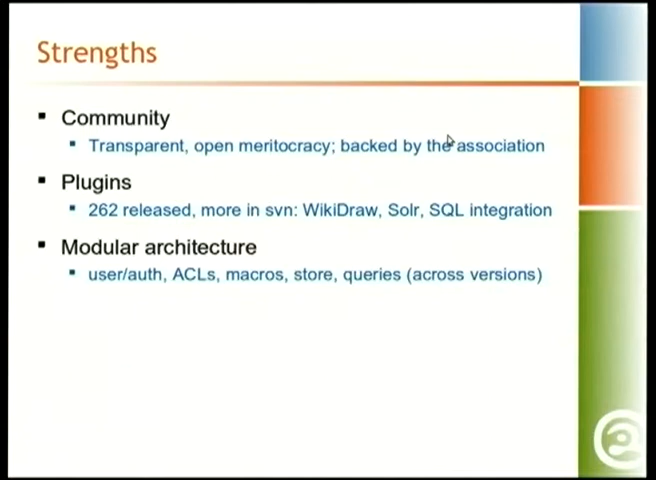 Strengths
Community
Transparent, open meritocracy; backed by the association
Plugins
262 released, more in svn: WikiDraw, Solr, SQL integration
Modular architecture
user/auth, ACLs, macros, store, queries (across versions)